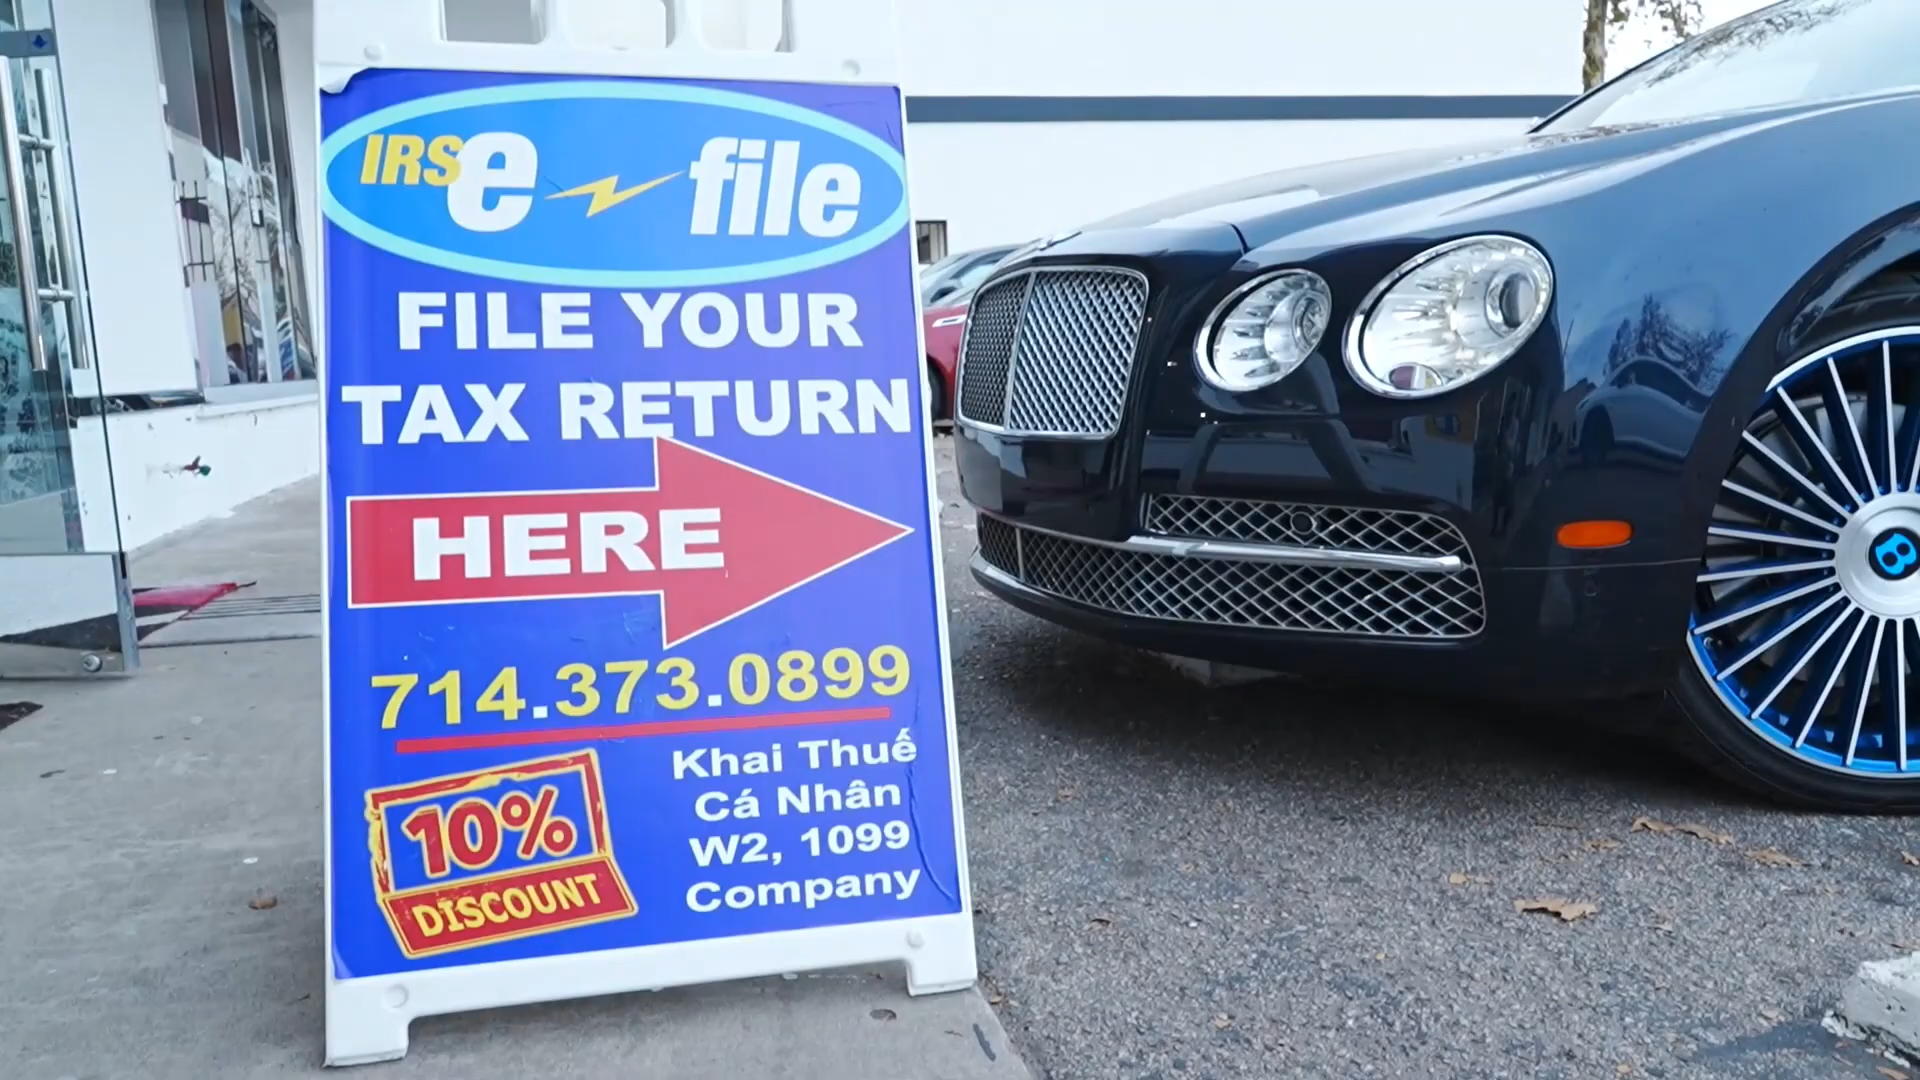 IRS e file
FILE YOUR
TAX RETURN
HERE
714.373.0899
10%
DISCOUNT
Khai Thuế
Cá Nhân
W2, 1099
Company
B